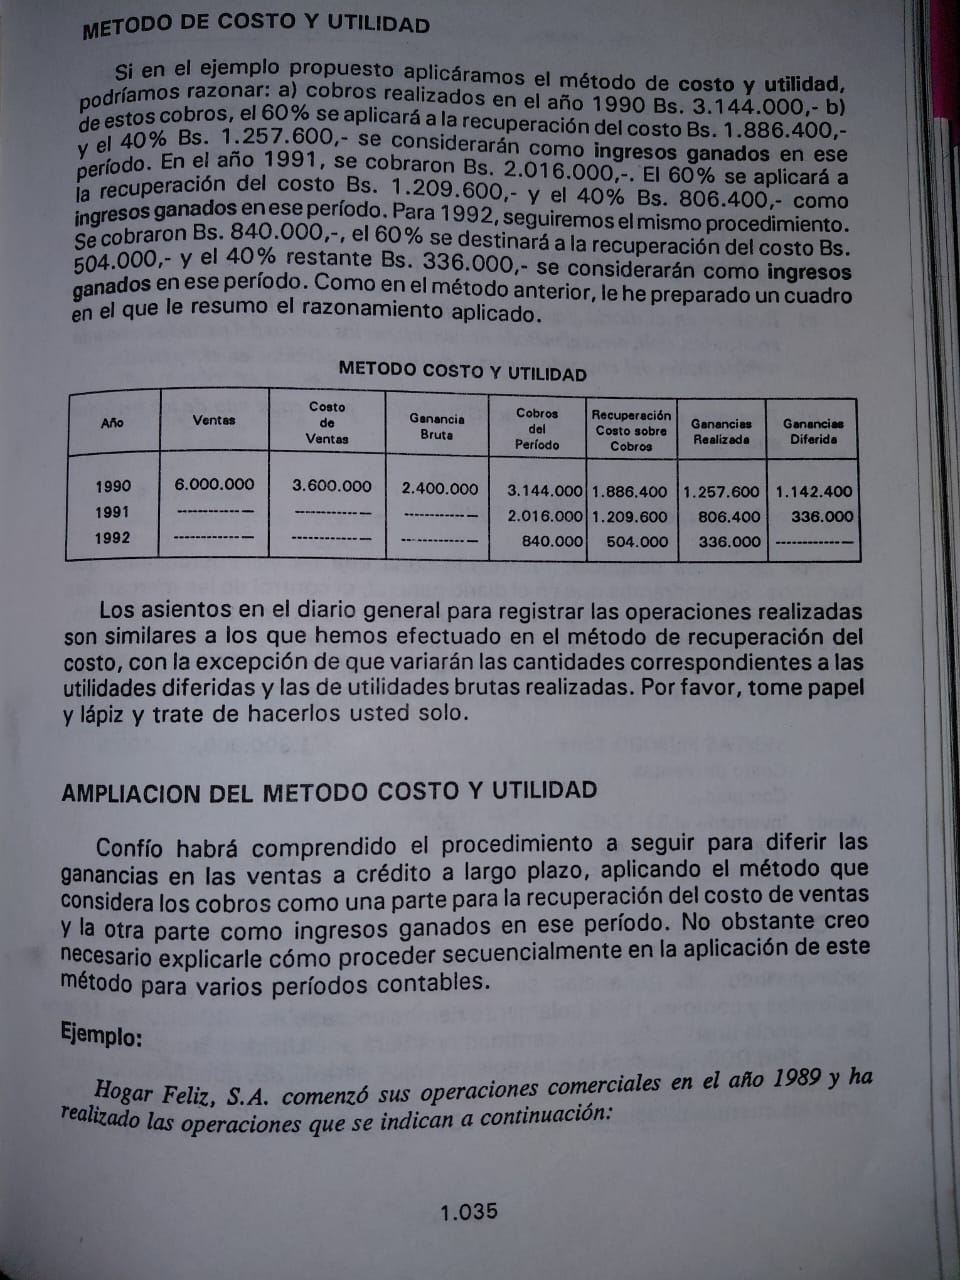 METODO DE COSTO Y UTILIDAD
Si en el ejemplo propuesto aplicáramos el método de costo y utilidad,
podríamos razonar: a) cobros realizados en el año 1990 Bs. 3.144.000,- b)
de estos cobros, el 60% se aplicará a la recuperación del costo Bs. 1.886.400,-
y el 40% Bs. 1.257.600,- se considerarán como ingresos ganados en ese
período. En el año 1991, se cobraron Bs. 2.016.000,-. El 60% se aplicará a
la recuperación del costo Bs. 1.209.600,- y el 40% Bs. 806.400,- como
ingresos ganados en ese período. Para 1992, seguiremos el mismo procedimiento.
Se cobraron Bs. 840.000,-, el 60% se destinará a la recuperación del costo Bs.
504.000,- y el 40% restante Bs. 336.000,- se considerarán como ingresos
ganados en ese período. Como en el método anterior, le he preparado un cuadro
en el que le resumo el razonamiento aplicado.
METODO COSTO Y UTILIDAD
Año Ventas Costo de Ventas Ganancia Bruta Cobros del Período Recuperación Costo sobre Cobros Ganancias Realizada Ganancias Diferida
1990 6.000.000 3.600.000 2.400.000 3.144.000 1.886.400 1.257.600 1.142.400
1991 ------------- ------------- ------------- 2.016.000 1.209.600 806.400 336.000
1992 ------------- ------------- ------------- 840.000 504.000 336.000 -------------
Los asientos en el diario general para registrar las operaciones realizadas
son similares a los que hemos efectuado en el método de recuperación del
costo, con la excepción de que variarán las cantidades correspondientes a las
utilidades diferidas y las de utilidades brutas realizadas. Por favor, tome papel
y lápiz y trate de hacerlos usted solo.
AMPLIACION DEL METODO COSTO Y UTILIDAD
Confío habrá comprendido el procedimiento a seguir para diferir las
ganancias en las ventas a crédito a largo plazo, aplicando el método que
considera los cobros como una parte para la recuperación del costo de ventas
y la otra parte como ingresos ganados en ese período. No obstante creo
necesario explicarle cómo proceder secuencialmente en la aplicación de este
método para varios períodos contables.
Ejemplo:
Hogar Feliz, S.A. comenzó sus operaciones comerciales en el año 1989 y ha
realizado las operaciones que se indican a continuación:
1.035